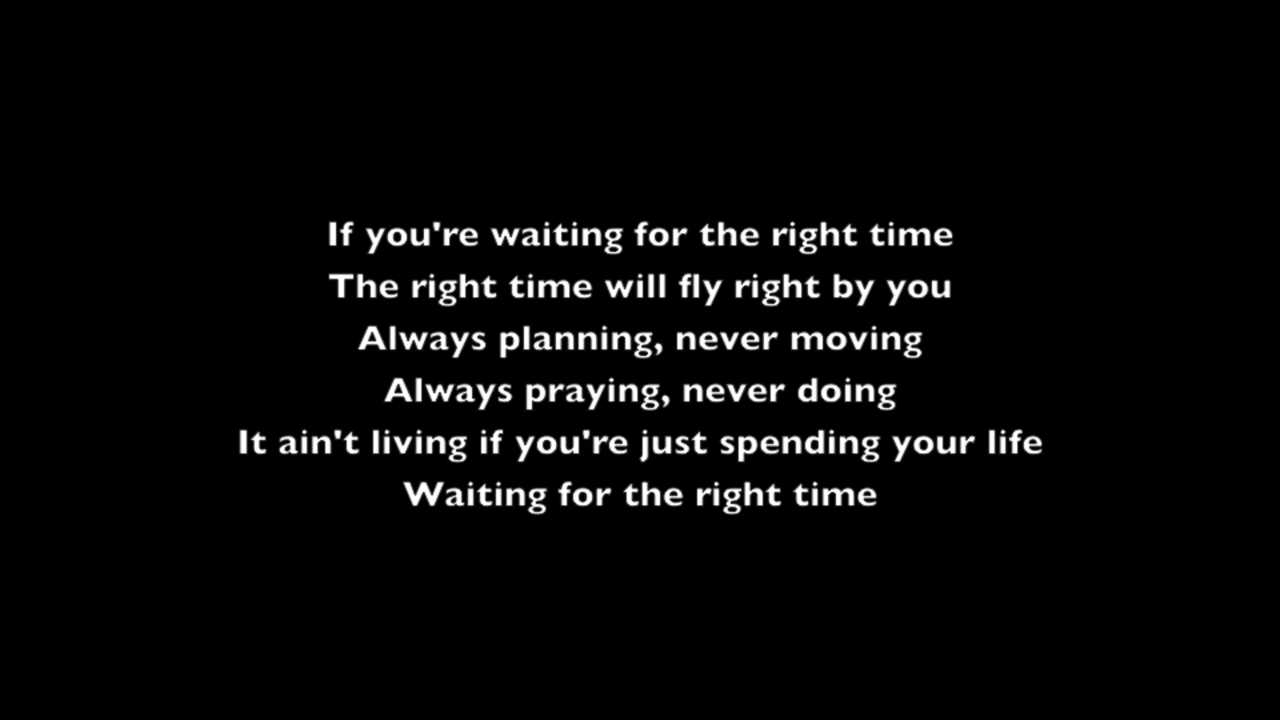 If you're waiting for the right time
The right time will fly right by you
Always planning, never moving
Always praying, never doing
It ain't living if you're just spending your life
Waiting for the right time